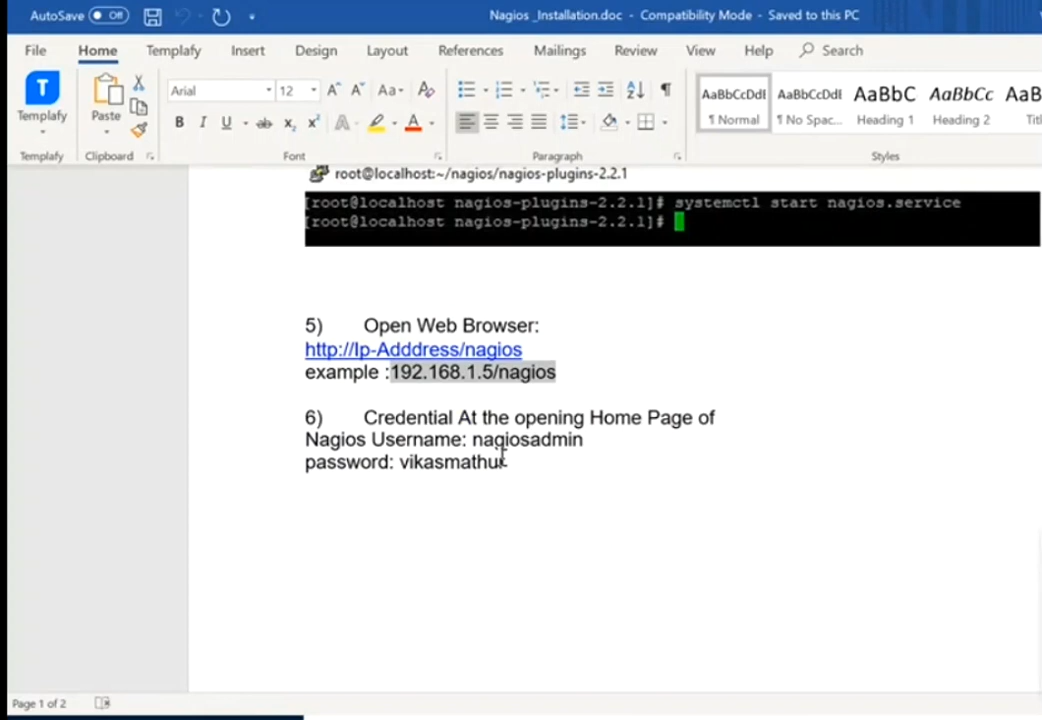 AutoSave Off Nagios _Installation.doc - Compatibility Mode - Saved to this PC
File Home Templafy Insert Design Layout References Mailings Review View Help Search
T Arial 12 Aa AaBbCcDdI AaBbCcDdI AaBbC AaBbCc AaB
Templafy Paste B I U ab x₂ x² A A ¶ Normal ¶ No Spac... Heading 1 Heading 2
Templafy Clipboard Font Paragraph Styles
root@localhost:~/nagios/nagios-plugins-2.2.1
[root@localhost nagios-plugins-2.2.1]# systemctl start nagios.service
[root@localhost nagios-plugins-2.2.1]#
5) Open Web Browser:
http://Ip-Adddress/nagios
example :192.168.1.5/nagios
6) Credential At the opening Home Page of
Nagios Username: nagiosadmin
password: vikasmathur
Page 1 of 2